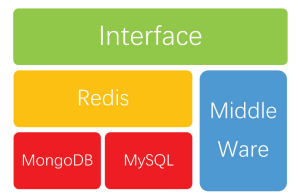 Interface
Redis
Middle
Ware
MongoDB
MySQL